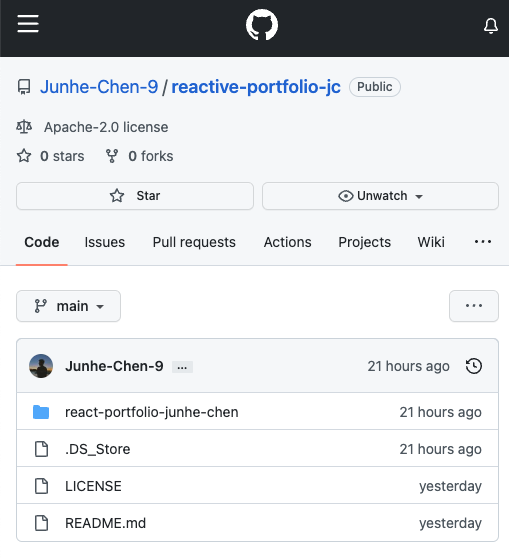 Junhe-Chen-9 / reactive-portfolio-jc Public
Apache-2.0 license
0 stars 0 forks
Star Unwatch
Code Issues Pull requests Actions Projects Wiki ...
main ...
Junhe-Chen-9 ... 21 hours ago
react-portfolio-junhe-chen 21 hours ago
.DS_Store 21 hours ago
LICENSE yesterday
README.md yesterday